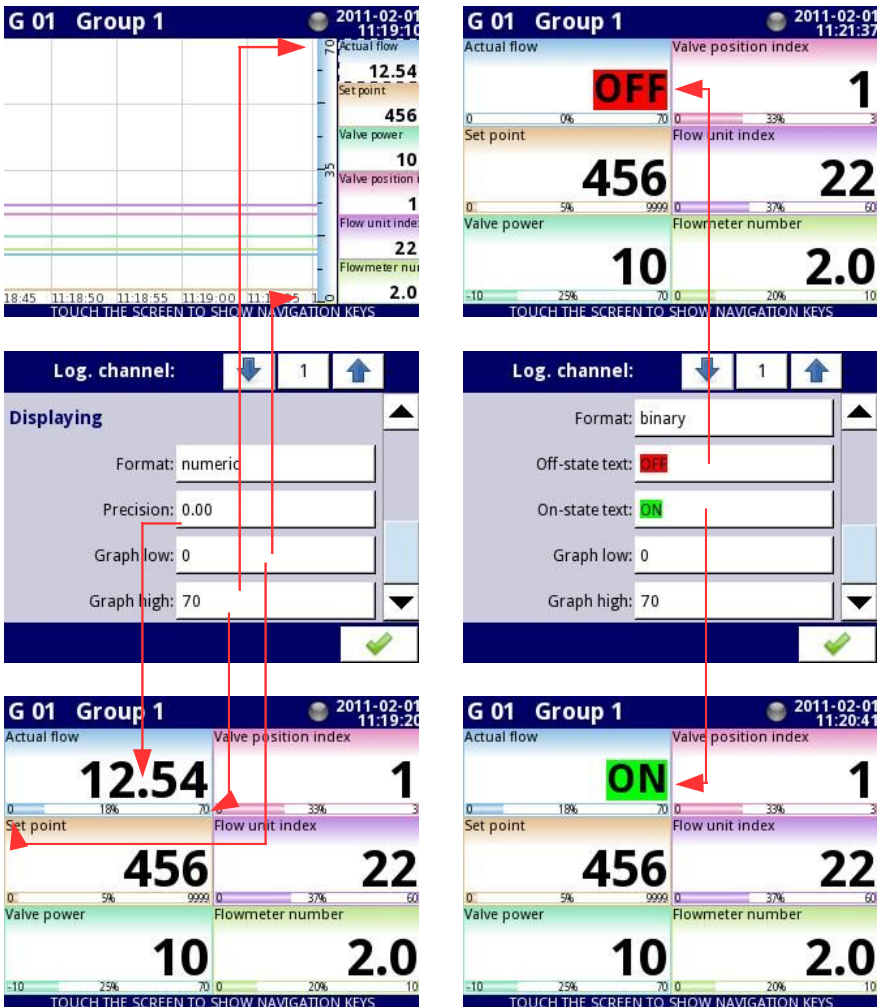 G 01 Group 1
2011-02-01
11:19:10
70
35
0
Actual flow
12.54
Set point
456
Valve power
10
Valve position i
1
Flow unit inde
22
Flowmeter nu
2.0
18:45 11:18:50 11:18:55 11:19:00
TOUCH THE SCREEN TO SHOW NAVIGATION KEYS
G 01 Group 1
2011-02-01
11:21:37
Actual flow
OFF
0 0% 70
Valve position index
1
0 33% 3
Set point
456
0 5% 9999
Flow unit index
22
0 37% 60
Valve power
10
-10 25% 70
Flowmeter number
2.0
0 20% 10
TOUCH THE SCREEN TO SHOW NAVIGATION KEYS
Log. channel: 1
Displaying
Format: numeric
Precision: 0.00
Graph low: 0
Graph high: 70
Log. channel: 1
Format: binary
Off-state text: OFF
On-state text: ON
Graph low: 0
Graph high: 70
G 01 Group 1
2011-02-01
11:19:20
Actual flow
12.54
0 18% 70
Valve position index
1
0 33% 3
Set point
456
0 5% 9999
Flow unit index
22
0 37% 60
Valve power
10
-10 25% 70
Flowmeter number
2.0
0 20% 10
TOUCH THE SCREEN TO SHOW NAVIGATION KEYS
G 01 Group 1
2011-02-01
11:20:41
Actual flow
ON
0 18% 70
Valve position index
1
0 33% 3
Set point
456
0 5% 9999
Flow unit index
22
0 37% 60
Valve power
10
-10 25% 70
Flowmeter number
2.0
0 20% 10
TOUCH THE SCREEN TO SHOW NAVIGATION KEYS